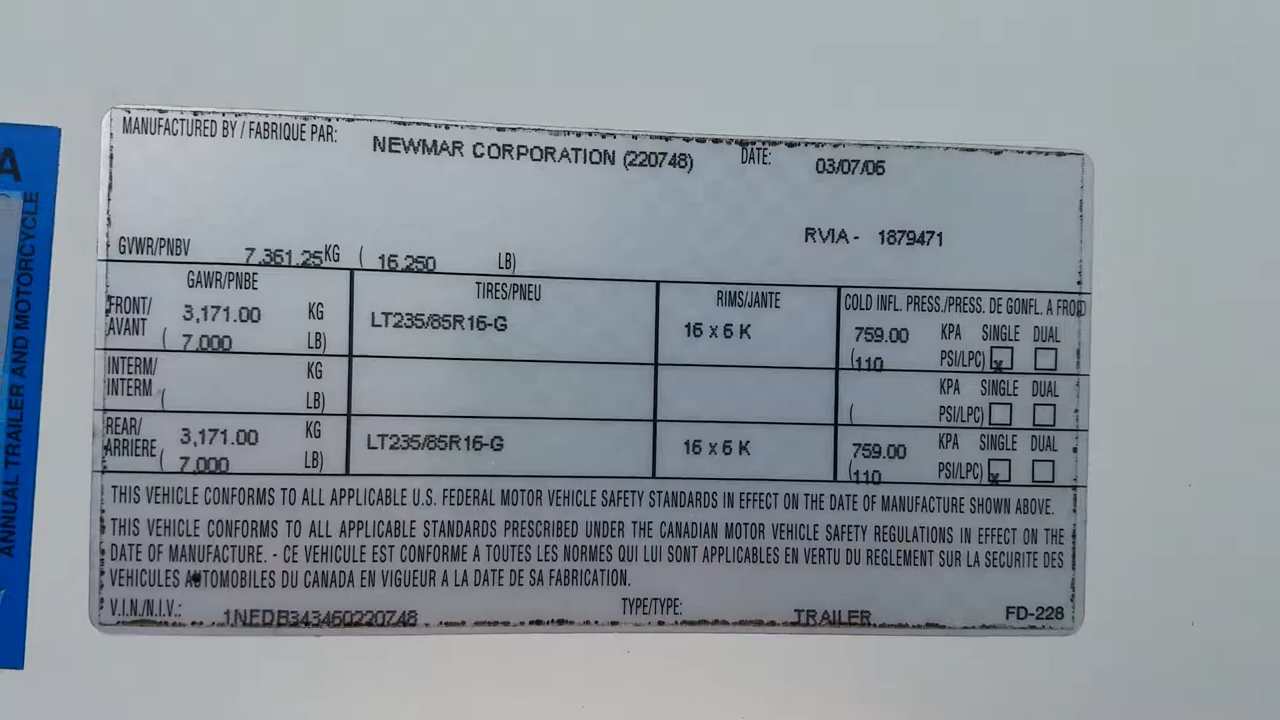 MANUFACTURED BY / FABRIQUE PAR: NEWMAR CORPORATION (220748) DATE: 03/07/06
RVIA - 1879471
GVWR/PNBV 7,361.25 KG ( 16,250 LB)
GAWR/PNBE TIRES/PNEU RIMS/JANTE COLD INFL. PRESS./PRESS. DE GONFL. A FROID
FRONT/ 3,171.00 KG LT235/85R16-G 16 x 6 K 759.00 KPA SINGLE DUAL
AVANT ( 7,000 LB) (110 PSI/LPC) x
INTERM/ KG KPA SINGLE DUAL
INTERM ( LB) ( PSI/LPC)
REAR/ 3,171.00 KG LT235/85R16-G 16 x 6 K 759.00 KPA SINGLE DUAL
ARRIERE ( 7,000 LB) (110 PSI/LPC) x
THIS VEHICLE CONFORMS TO ALL APPLICABLE U.S. FEDERAL MOTOR VEHICLE SAFETY STANDARDS IN EFFECT ON THE DATE OF MANUFACTURE SHOWN ABOVE.
THIS VEHICLE CONFORMS TO ALL APPLICABLE STANDARDS PRESCRIBED UNDER THE CANADIAN MOTOR VEHICLE SAFETY REGULATIONS IN EFFECT ON THE
DATE OF MANUFACTURE. - CE VEHICULE EST CONFORME A TOUTES LES NORMES QUI LUI SONT APPLICABLES EN VERTU DU REGLEMENT SUR LA SECURITE DES
VEHICULES AUTOMOBILES DU CANADA EN VIGUEUR A LA DATE DE SA FABRICATION.
V.I.N./N.I.V.: TYPE/TYPE: TRAILER FD-228
ANNUAL TRAILER AND MOTORCYCLE